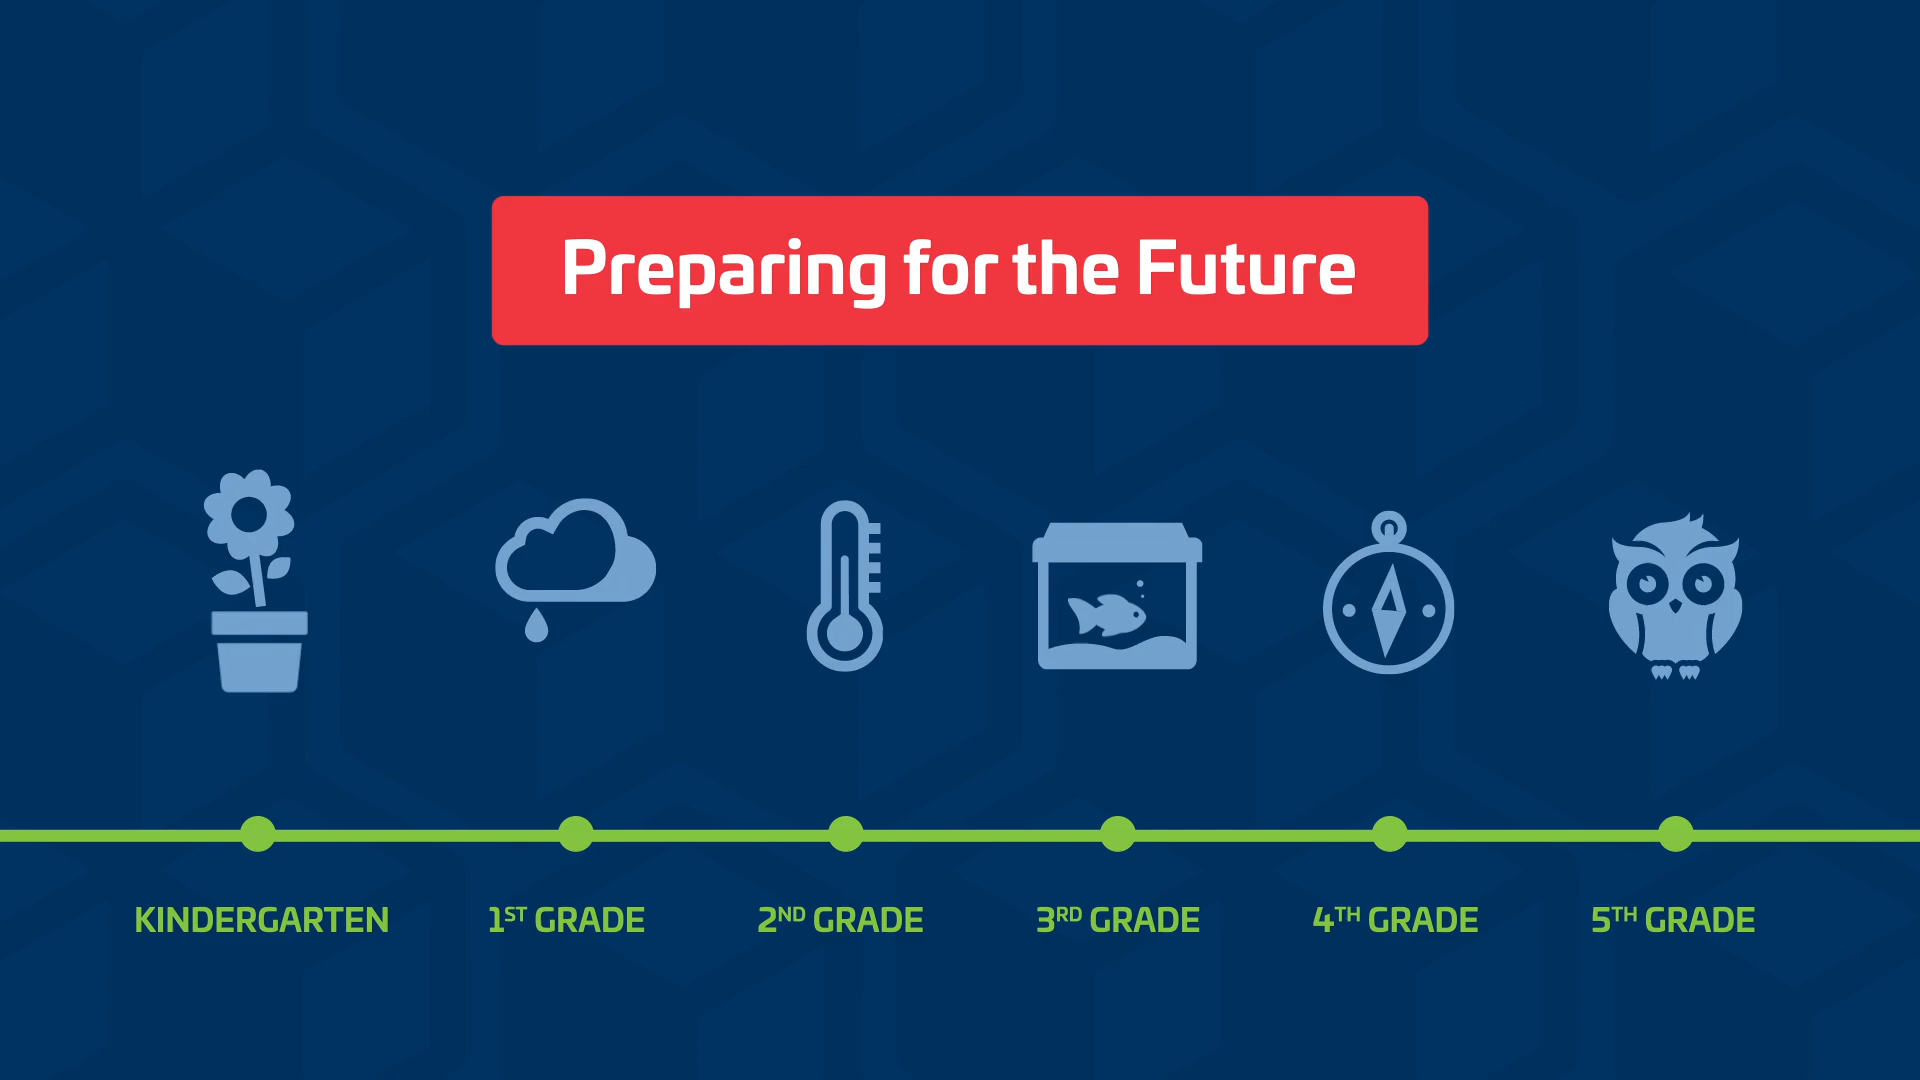 Preparing for the Future
KINDERGARTEN
1ST GRADE
2ND GRADE
3RD GRADE
4TH GRADE
5TH GRADE